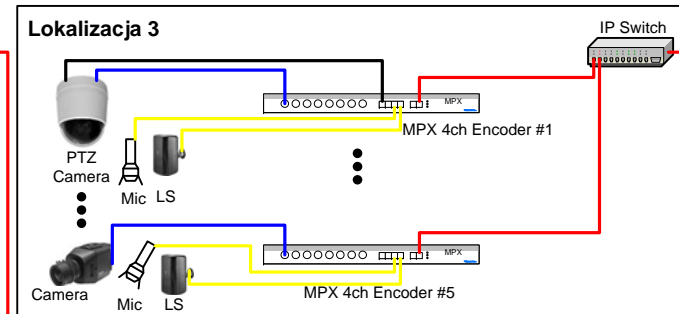 Lokalizacja 3
IP Switch
MPX
MPX 4ch Encoder #1
PTZ
Camera
Mic
LS
MPX
Camera
Mic
LS
MPX 4ch Encoder #5